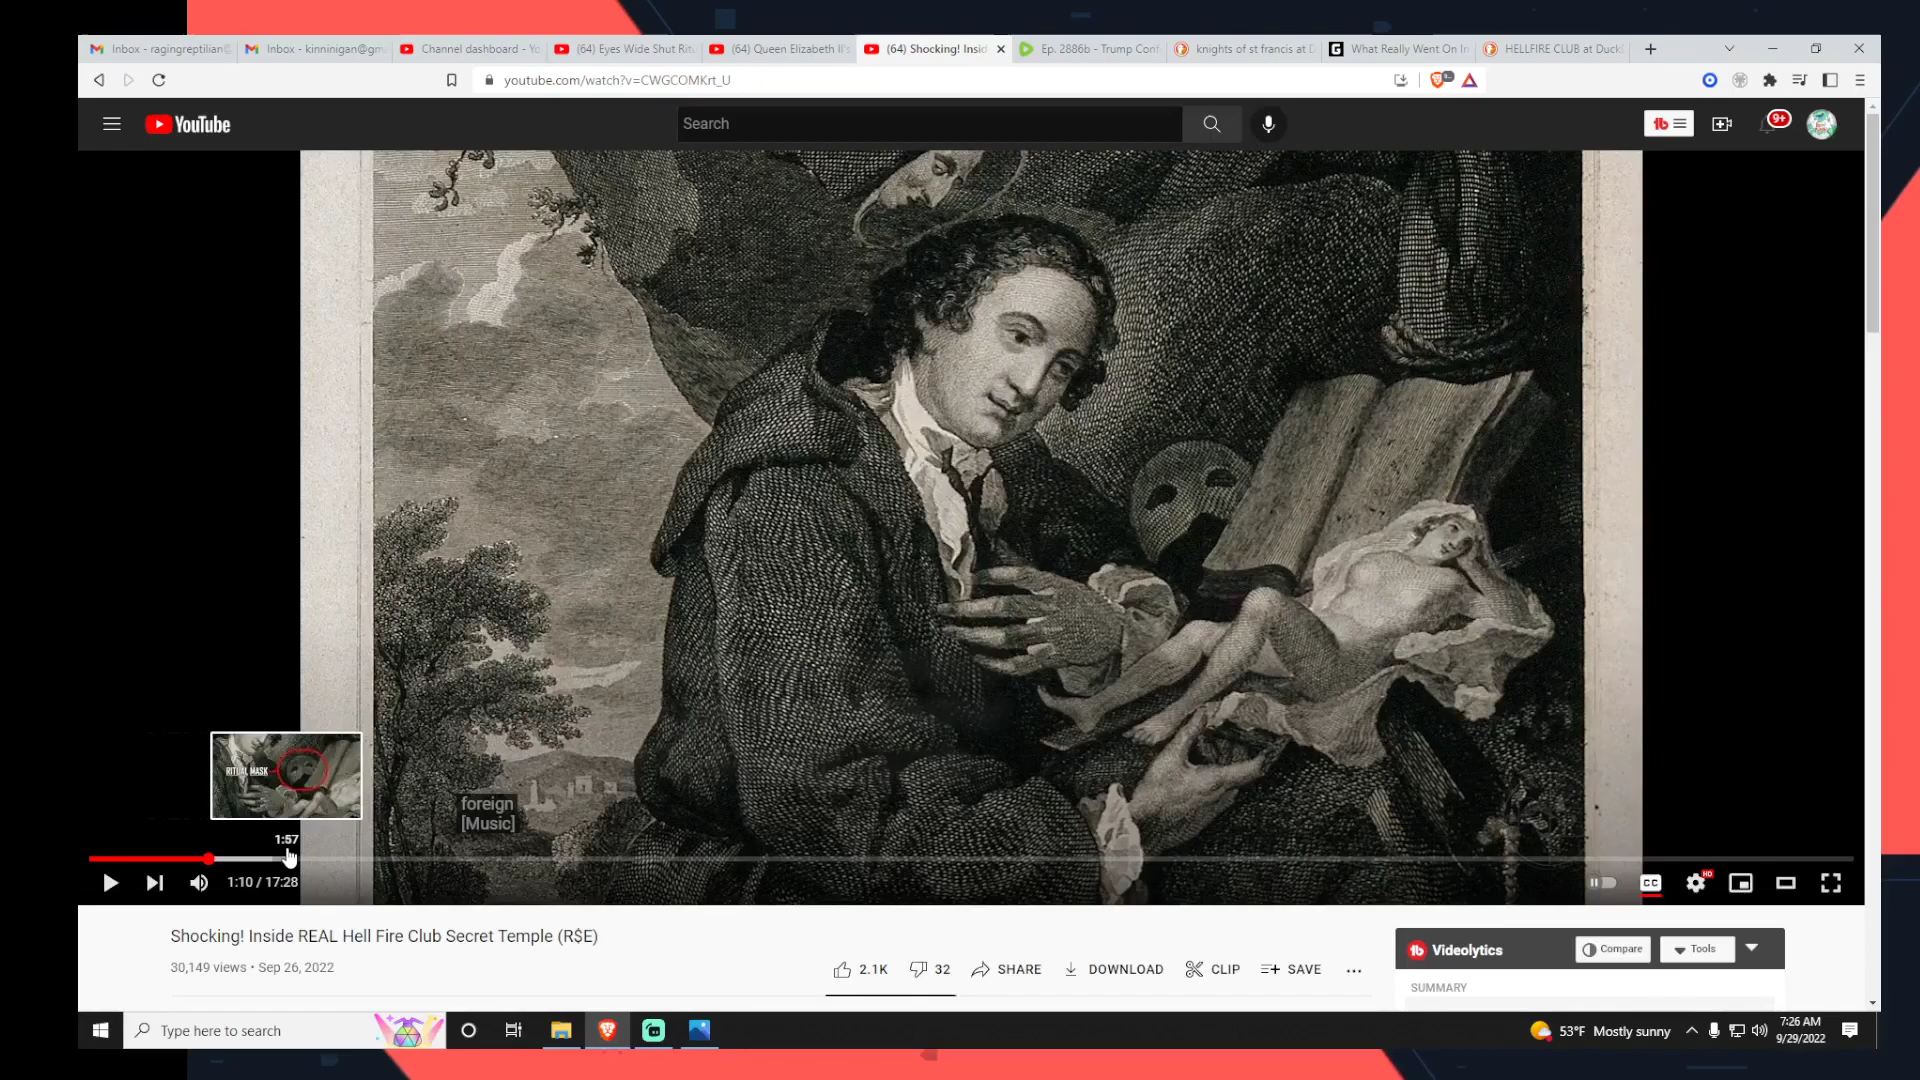 Inbox - ragingreptilian@
Inbox - kinninigan@gm
Channel dashboard - Yo
(64) Eyes Wide Shut Ritu
(64) Queen Elizabeth II's
(64) Shocking! Insid
Ep. 2886b - Trump Conf
knights of st francis at D
What Really Went On In
HELLFIRE CLUB at Duck
youtube.com/watch?v=CWGCOMKrt_U
YouTube
Search
9+
RITUAL MASK
foreign
[Music]
1:57
1:10 / 17:28
CC
HD
Shocking! Inside REAL Hell Fire Club Secret Temple (R$E)
30,149 views • Sep 26, 2022
2.1K
32
SHARE
DOWNLOAD
CLIP
SAVE
Videolytics
Compare
Tools
SUMMARY
Type here to search
53°F Mostly sunny
7:26 AM
9/29/2022